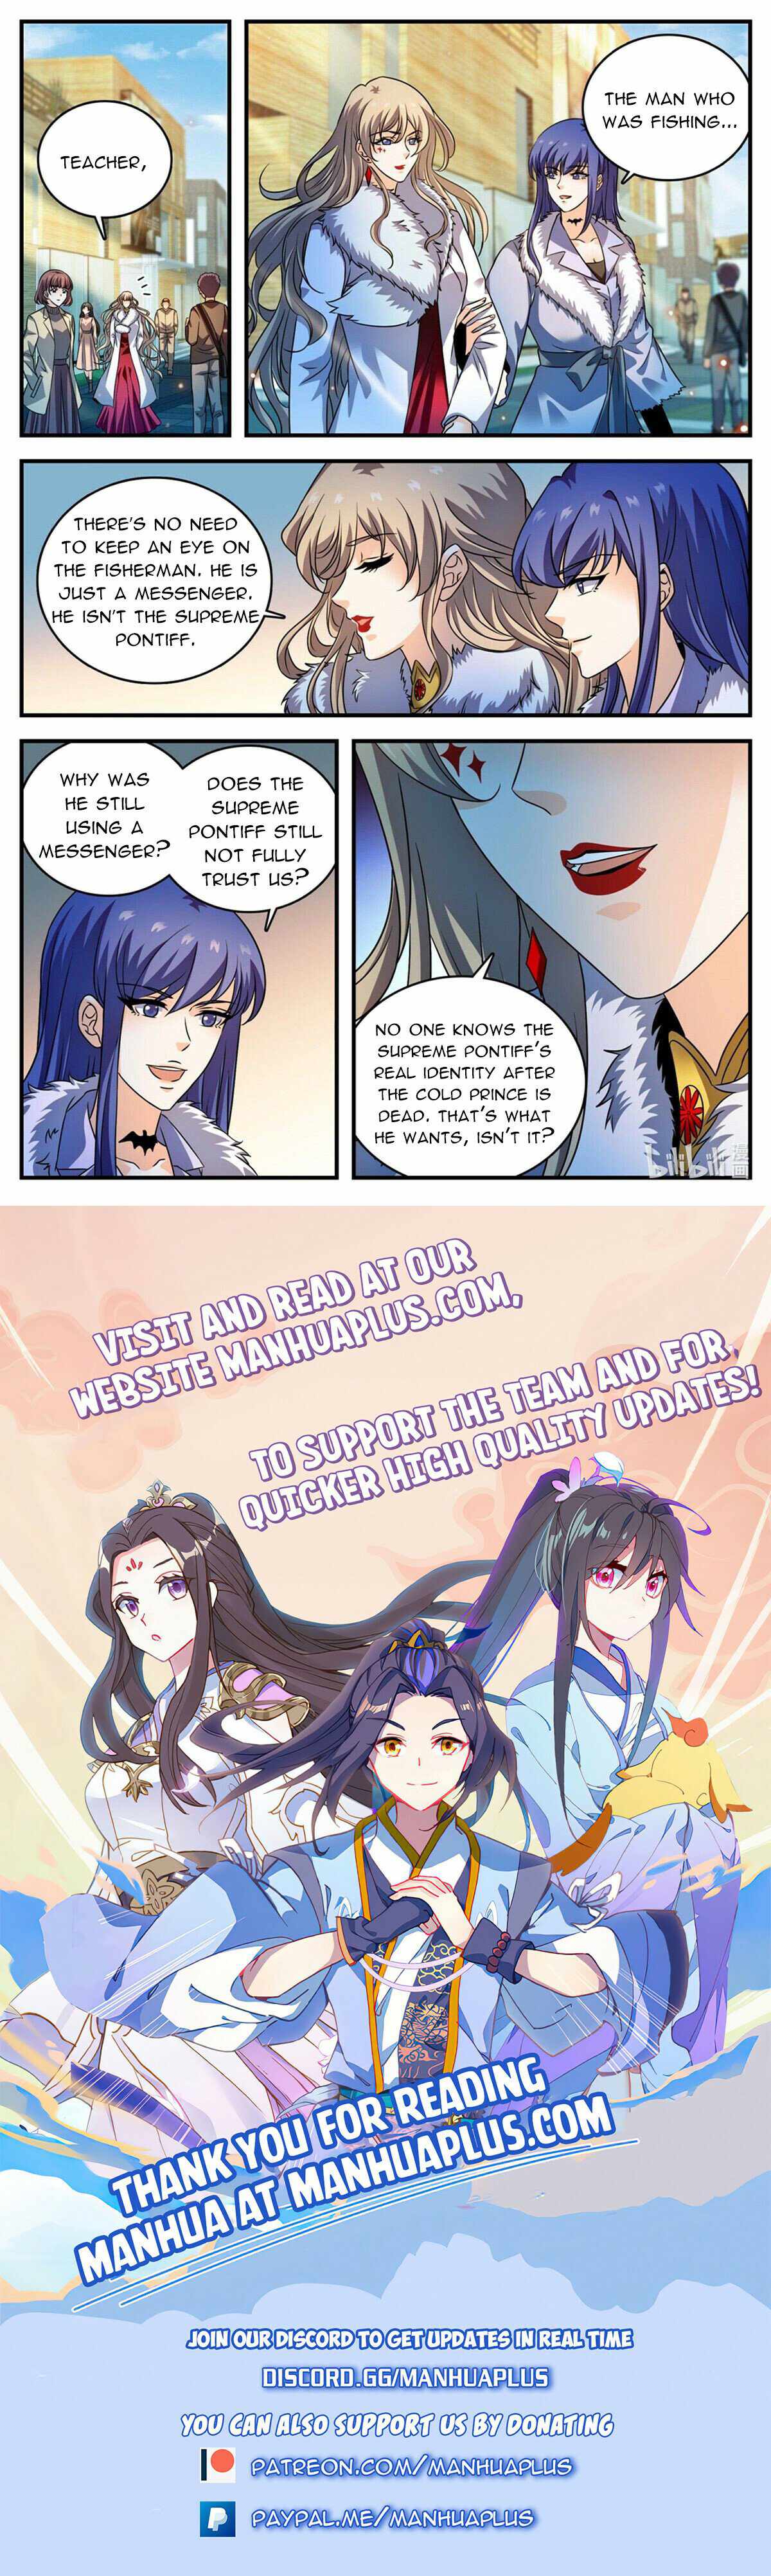 TEACHER,
THE MAN WHO
WAS FISHING...
THERE'S NO NEED
TO KEEP AN EYE ON
THE FISHERMAN. HE IS
JUST A MESSENGER.
HE ISN'T THE SUPREME
PONTIFF.
WHY WAS
HE STILL
USING A
MESSENGER?
DOES THE
SUPREME
PONTIFF STILL
NOT FULLY
TRUST US?
NO ONE KNOWS THE
SUPREME PONTIFF'S
REAL IDENTITY AFTER
THE COLD PRINCE IS
DEAD. THAT'S WHAT
HE WANTS, ISN'T IT?
bilibili
漫画
VISIT AND READ AT OUR
WEBSITE MANHUAPLUS.COM,
TO SUPPORT THE TEAM AND FOR
QUICKER HIGH QUALITY UPDATES!
THANK YOU FOR READING
MANHUA AT MANHUAPLUS.COM
JOIN OUR DISCORD TO GET UPDATES IN REAL TIME
DISCORD.GG/MANHUAPLUS
YOU CAN ALSO SUPPORT US BY DONATING
PATREON.COM/MANHUAPLUS
PAYPAL.ME/MANHUAPLUS